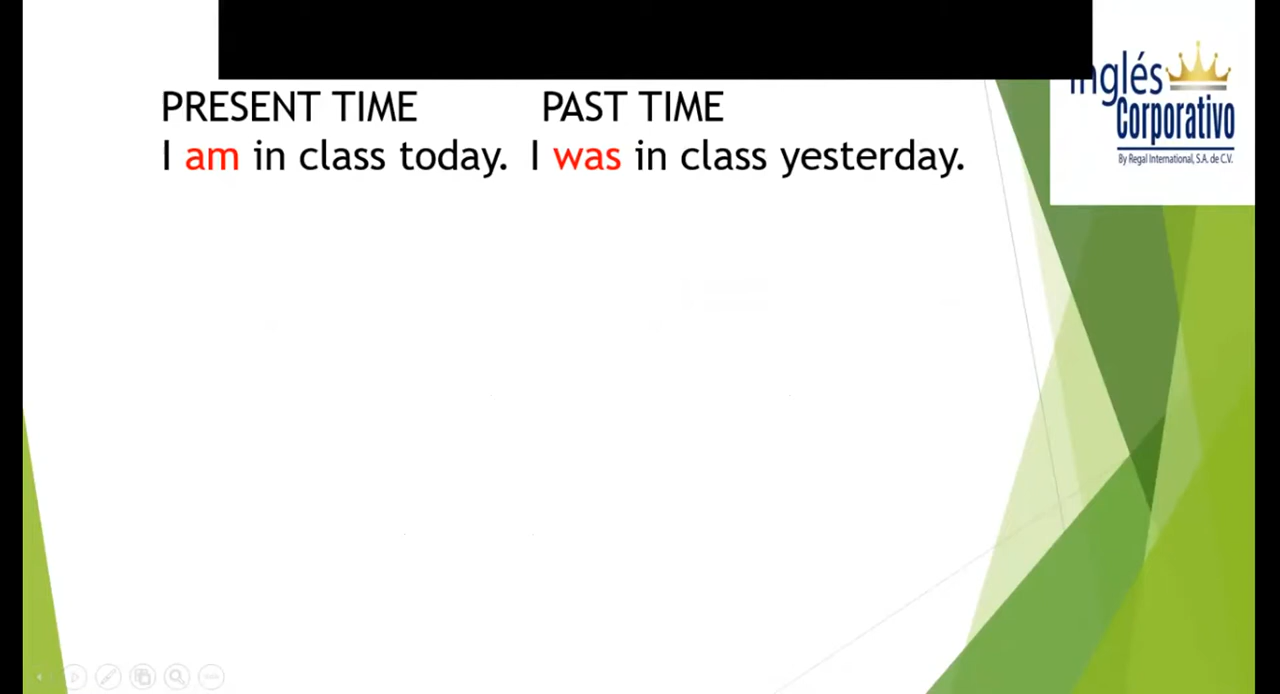 PRESENT TIME PAST TIME
I am in class today. I was in class yesterday.
Inglés
Corporativo
By Regal International, S.A. de C.V.